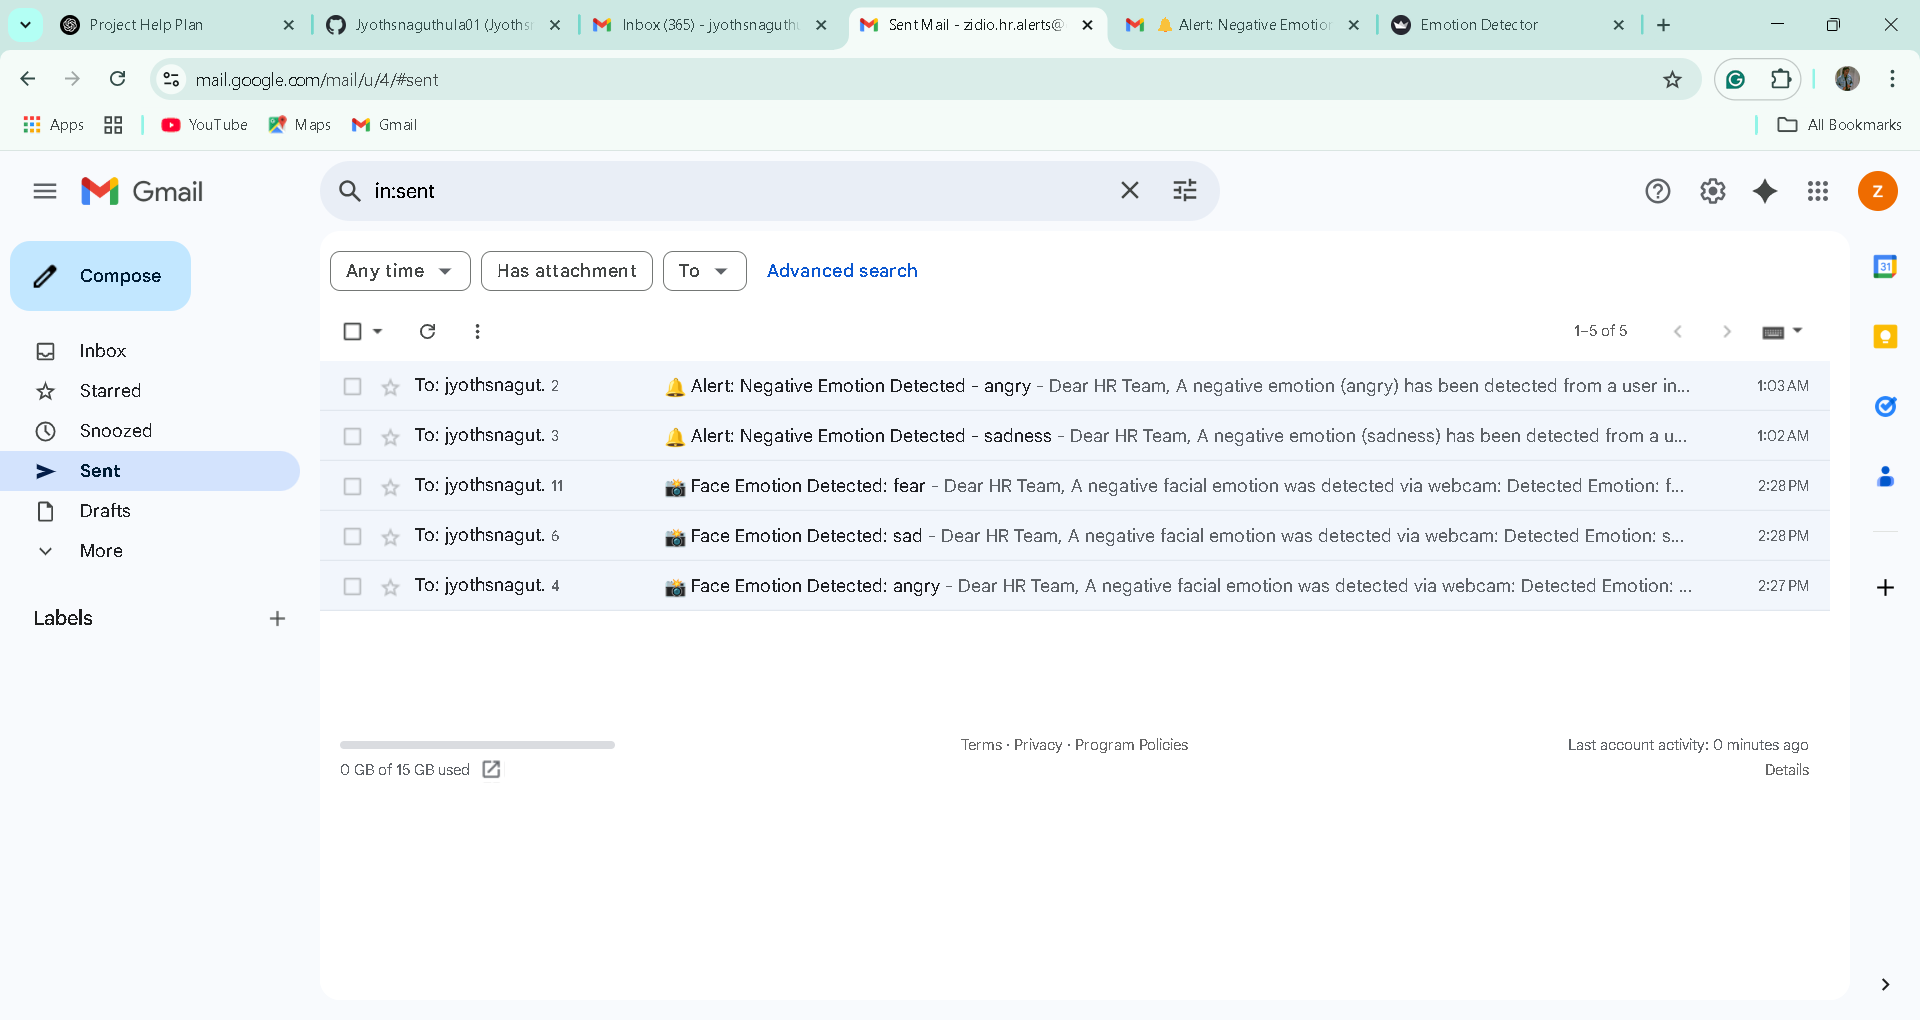 Project Help Plan
Jyothsnaguthula01 (Jyothsn
Inbox (365) - jyothsnaguthu
Sent Mail - zidio.hr.alerts@
🔔 Alert: Negative Emotion
Emotion Detector
mail.google.com/mail/u/4/#sent
Apps
YouTube
Maps
Gmail
All Bookmarks
Gmail
in:sent
Z
Compose
Any time
Has attachment
To
Advanced search
1–5 of 5
Inbox
Starred
Snoozed
Sent
Drafts
More
Labels
To: jyothsnagut. 2 🔔 Alert: Negative Emotion Detected - angry - Dear HR Team, A negative emotion (angry) has been detected from a user in... 1:03 AM
To: jyothsnagut. 3 🔔 Alert: Negative Emotion Detected - sadness - Dear HR Team, A negative emotion (sadness) has been detected from a u... 1:02 AM
To: jyothsnagut. 11 📸 Face Emotion Detected: fear - Dear HR Team, A negative facial emotion was detected via webcam: Detected Emotion: f... 2:28 PM
To: jyothsnagut. 6 📸 Face Emotion Detected: sad - Dear HR Team, A negative facial emotion was detected via webcam: Detected Emotion: s... 2:28 PM
To: jyothsnagut. 4 📸 Face Emotion Detected: angry - Dear HR Team, A negative facial emotion was detected via webcam: Detected Emotion: ... 2:27 PM
31
0 GB of 15 GB used
Terms · Privacy · Program Policies
Last account activity: 0 minutes ago
Details